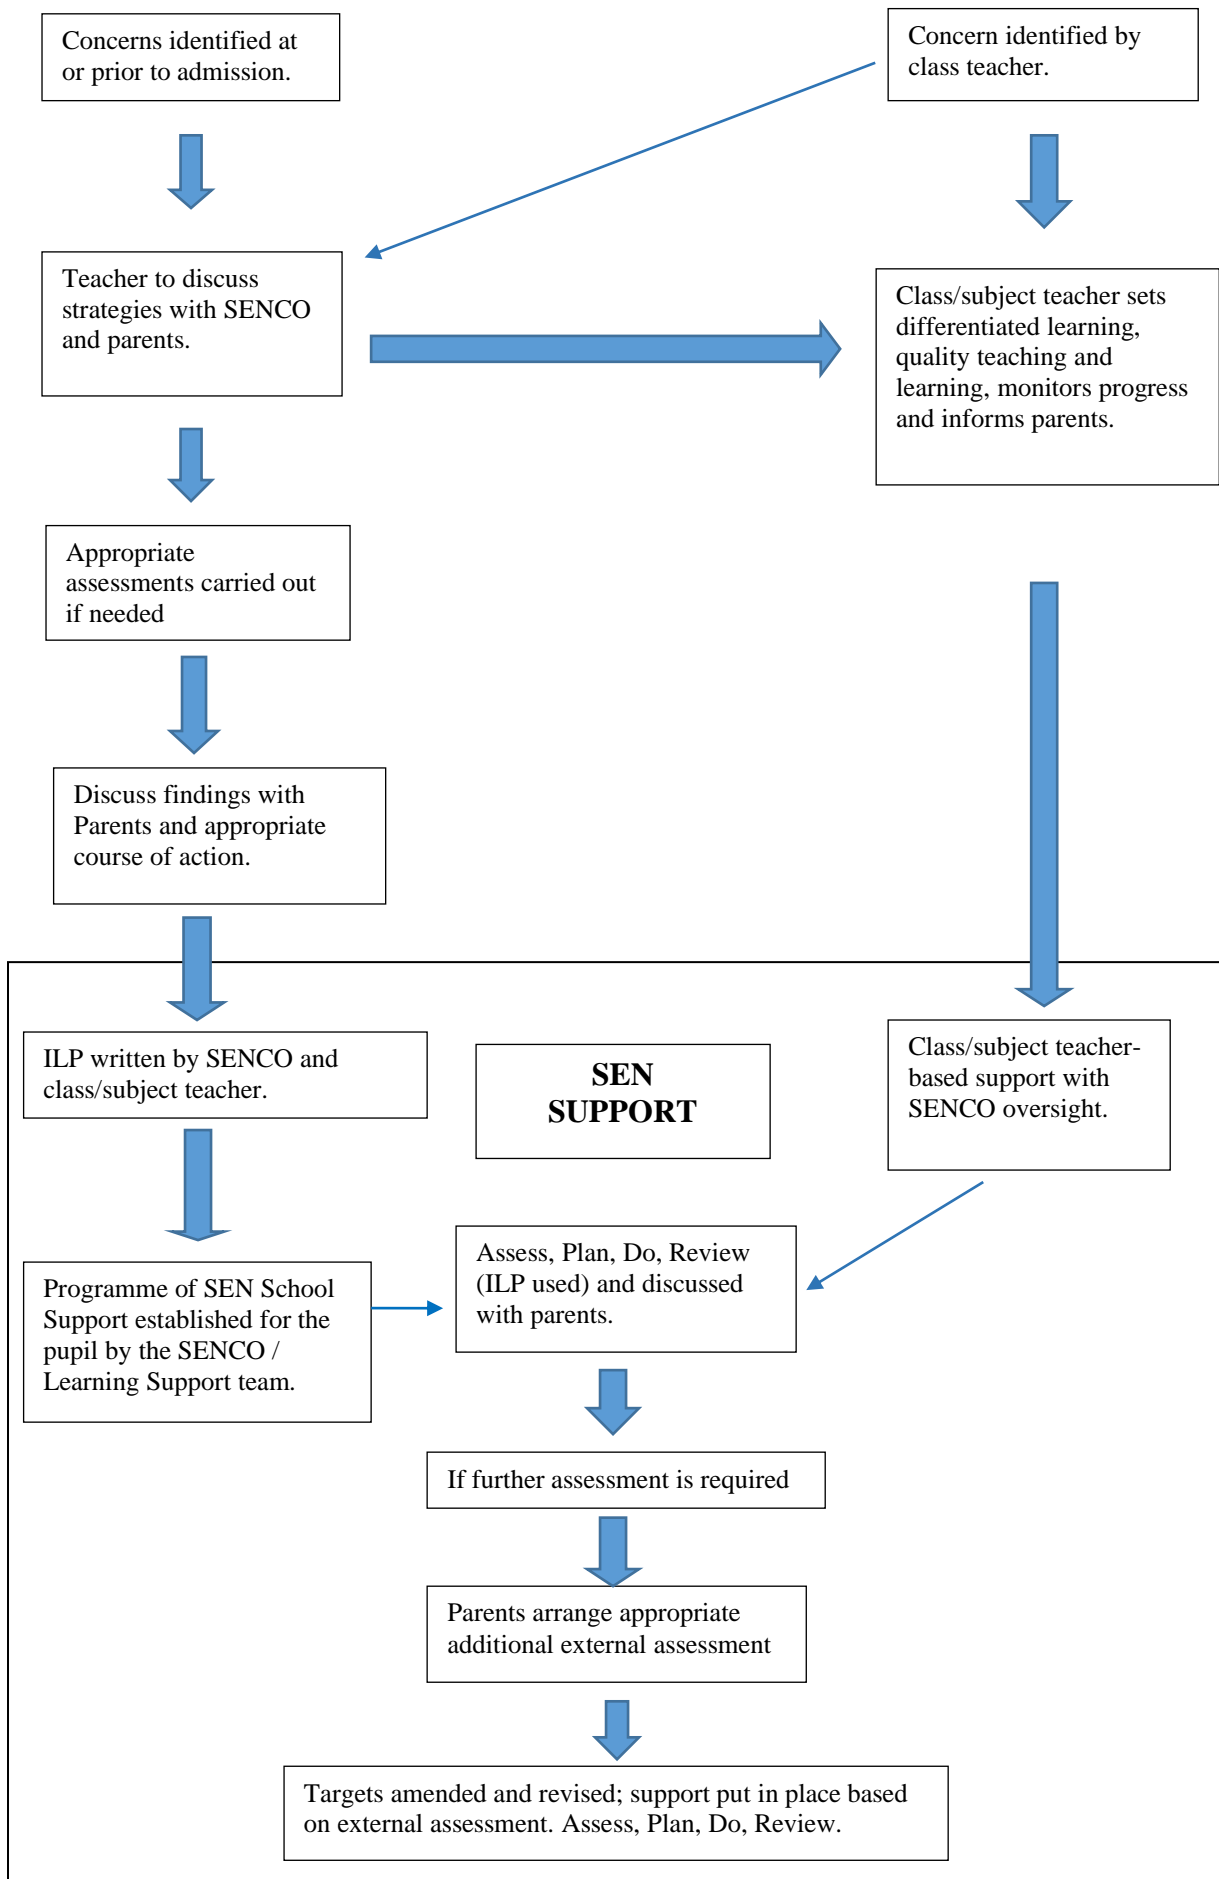 Concerns identified at
or prior to admission.
Concern identified by
class teacher.
Teacher to discuss
strategies with SENCO
and parents.
Class/subject teacher sets
differentiated learning,
quality teaching and
learning, monitors progress
and informs parents.
Appropriate
assessments carried out
if needed
Discuss findings with
Parents and appropriate
course of action.
ILP written by SENCO and
class/subject teacher.
SEN
SUPPORT
Class/subject teacher-
based support with
SENCO oversight.
Programme of SEN School
Support established for the
pupil by the SENCO /
Learning Support team.
Assess, Plan, Do, Review
(ILP used) and discussed
with parents.
If further assessment is required
Parents arrange appropriate
additional external assessment
Targets amended and revised; support put in place based
on external assessment. Assess, Plan, Do, Review.